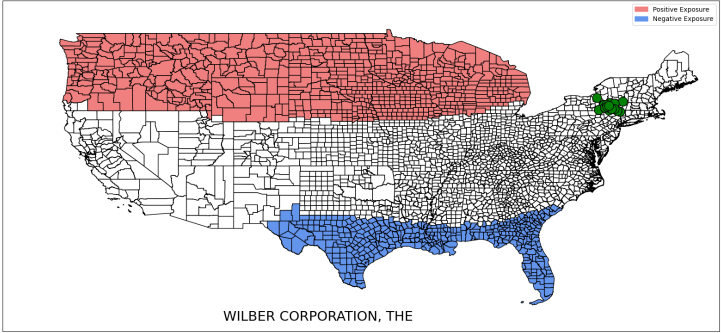 Positive Exposure
Negative Exposure
WILBER CORPORATION, THE